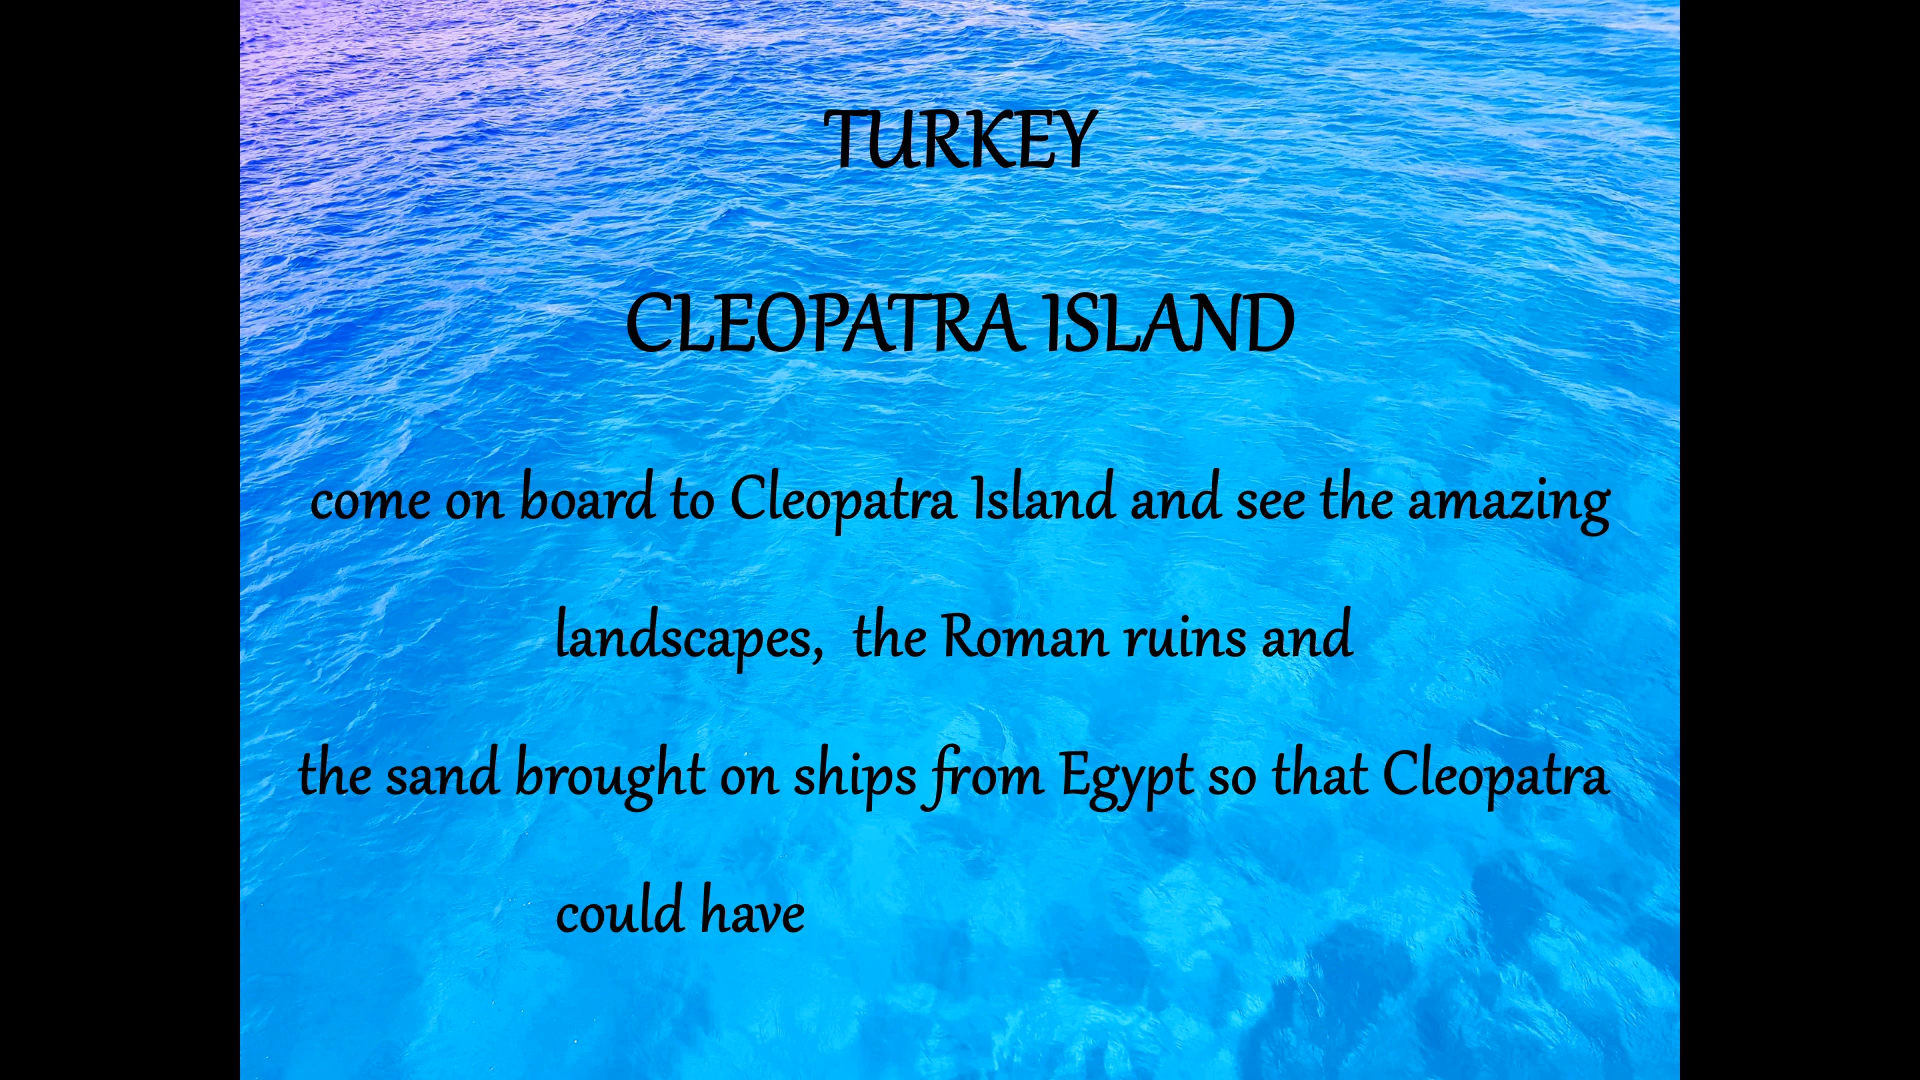 TURKEY
CLEOPATRA ISLAND
come on board to Cleopatra Island and see the amazing
landscapes,  the Roman ruins and
the sand brought on ships from Egypt so that Cleopatra
could have